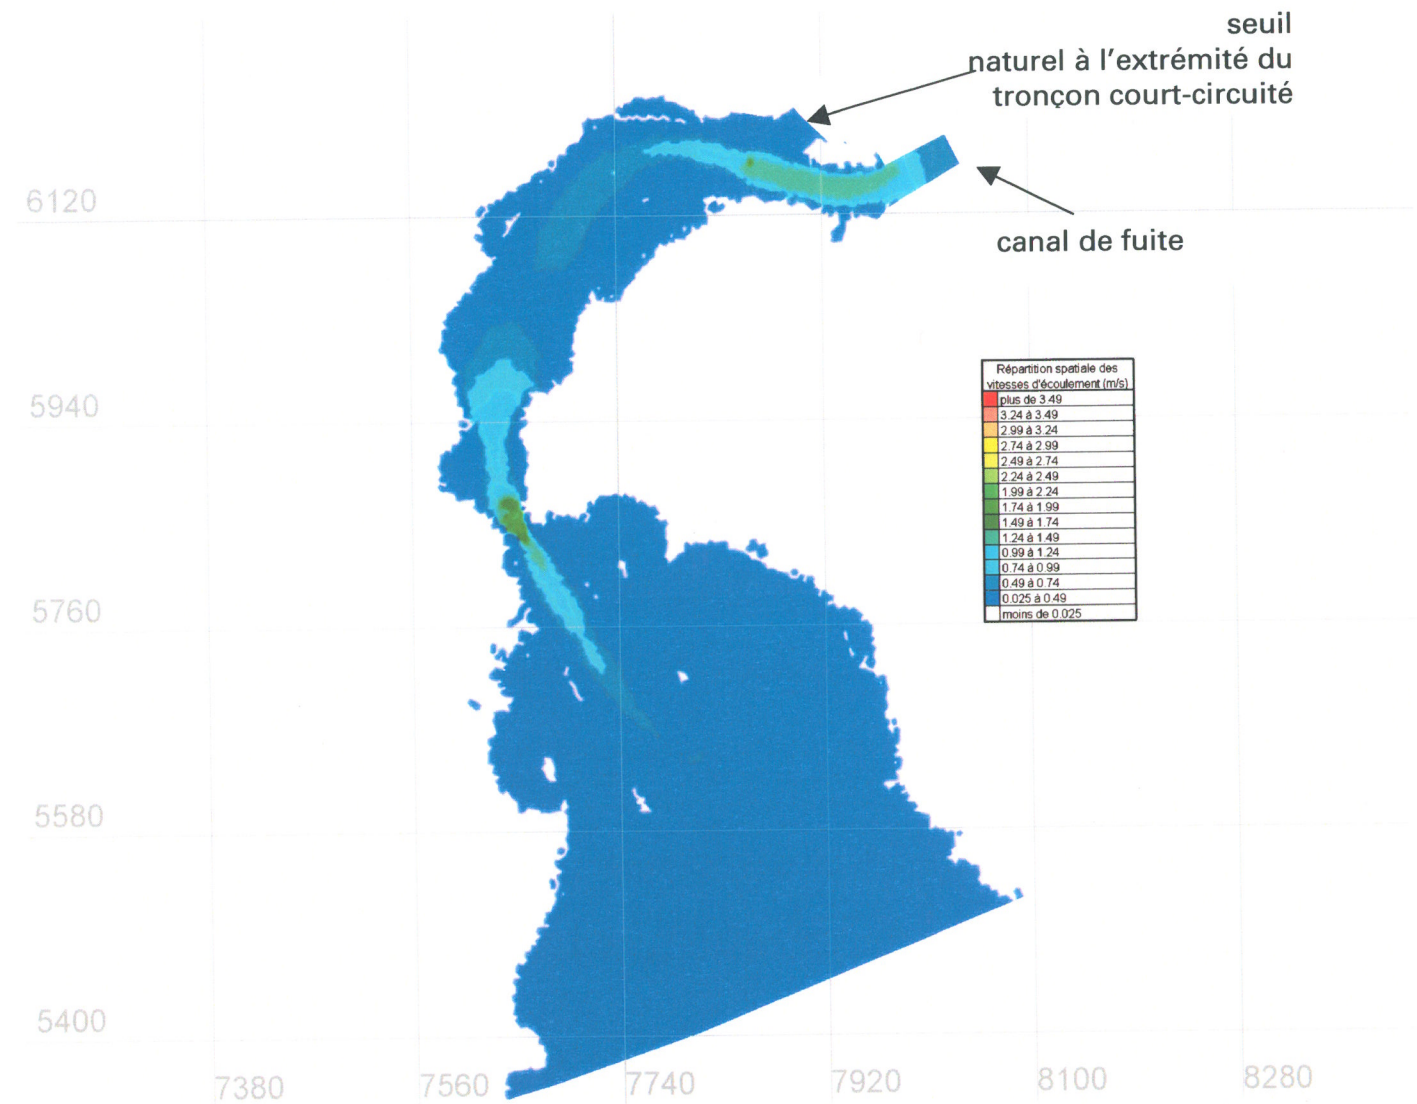 seuil
naturel à l'extrémité du
tronçon court-circuité
canal de fuite
6120
5940
5760
5580
5400
7380
7560
7740
7920
8100
8280
Répartition spatiale des
vitesses d'écoulement (m/s)
plus de 3.49
3.24 à 3.49
2.99 à 3.24
2.74 à 2.99
2.49 à 2.74
2.24 à 2.49
1.99 à 2.24
1.74 à 1.99
1.49 à 1.74
1.24 à 1.49
0.99 à 1.24
0.74 à 0.99
0.49 à 0.74
0.025 à 0.49
moins de 0.025